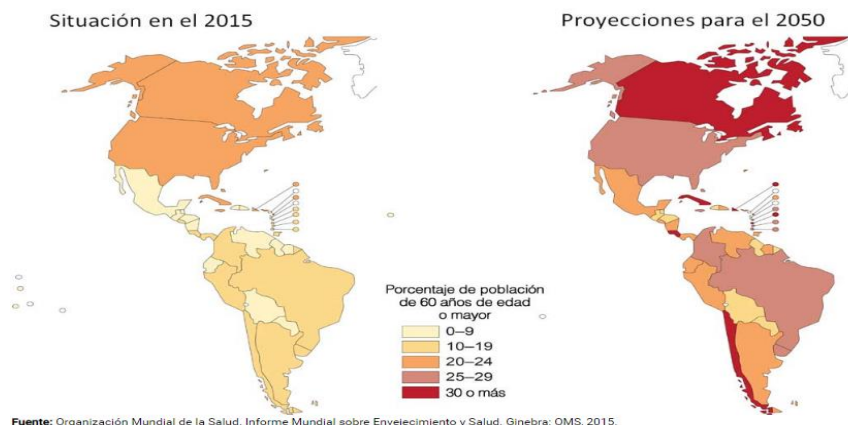 Situación en el 2015
Proyecciones para el 2050
Porcentaje de población
de 60 años de edad
o mayor
0–9
10–19
20–24
25–29
30 o más
Fuente: Organización Mundial de la Salud. Informe Mundial sobre Envejecimiento y Salud. Ginebra: OMS, 2015.